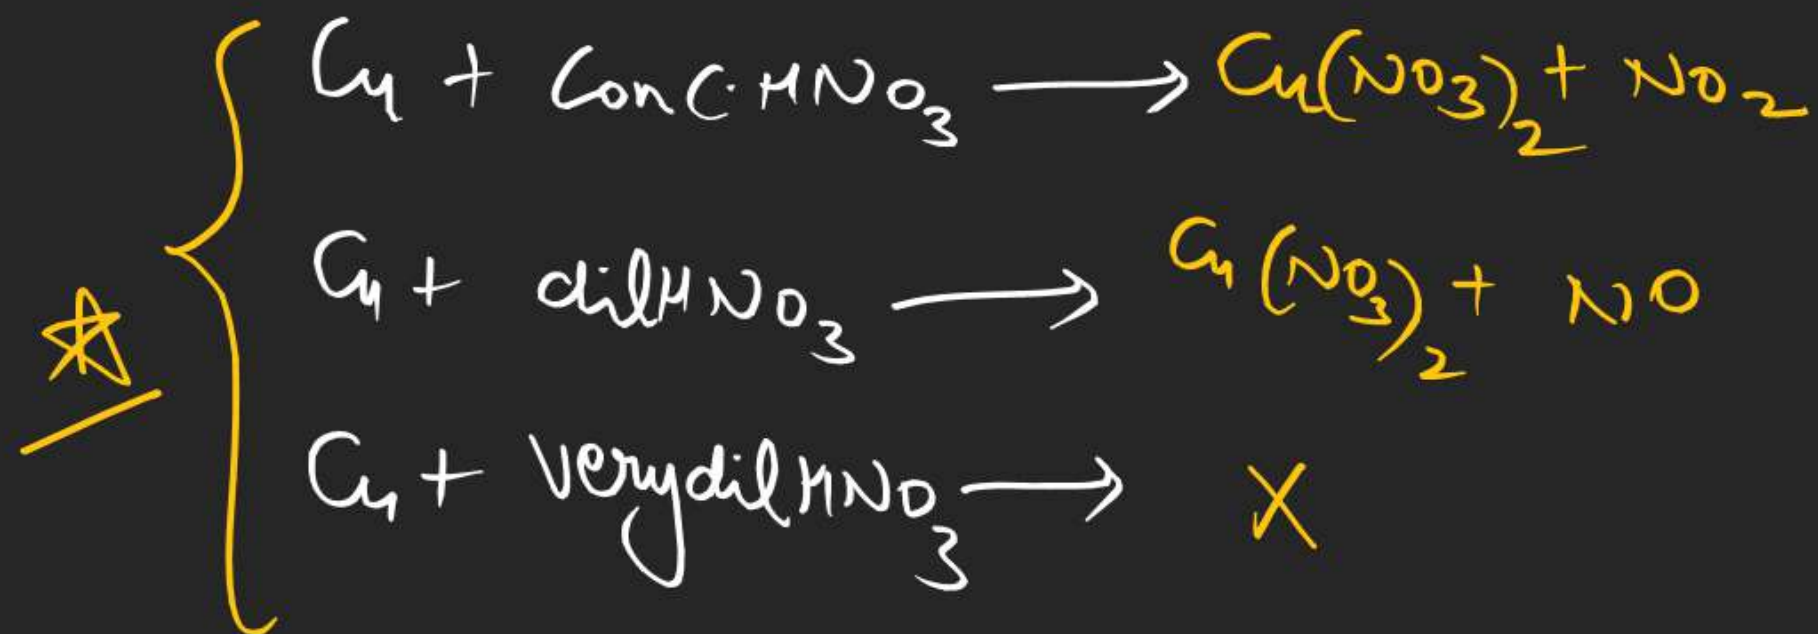 Cu + Conc. HNO3 ⟶ Cu(NO3)2 + NO2
Cu + dilHNO3 ⟶ Cu(NO3)2 + NO
Cu + verydilHNO3 ⟶ X